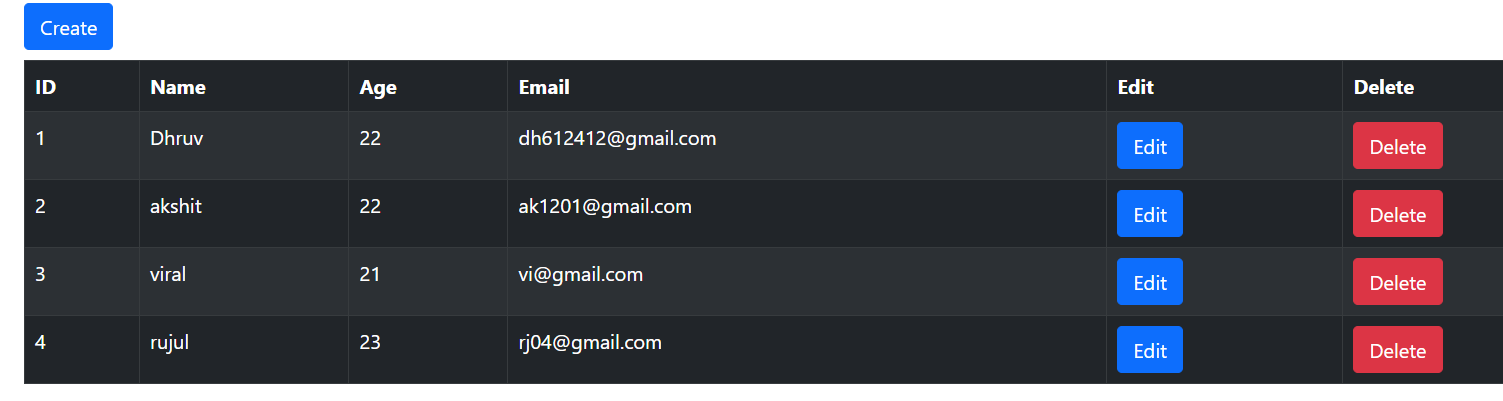 Create
ID Name Age Email Edit Delete
1 Dhruv 22 dh612412@gmail.com Edit Delete
2 akshit 22 ak1201@gmail.com Edit Delete
3 viral 21 vi@gmail.com Edit Delete
4 rujul 23 rj04@gmail.com Edit Delete